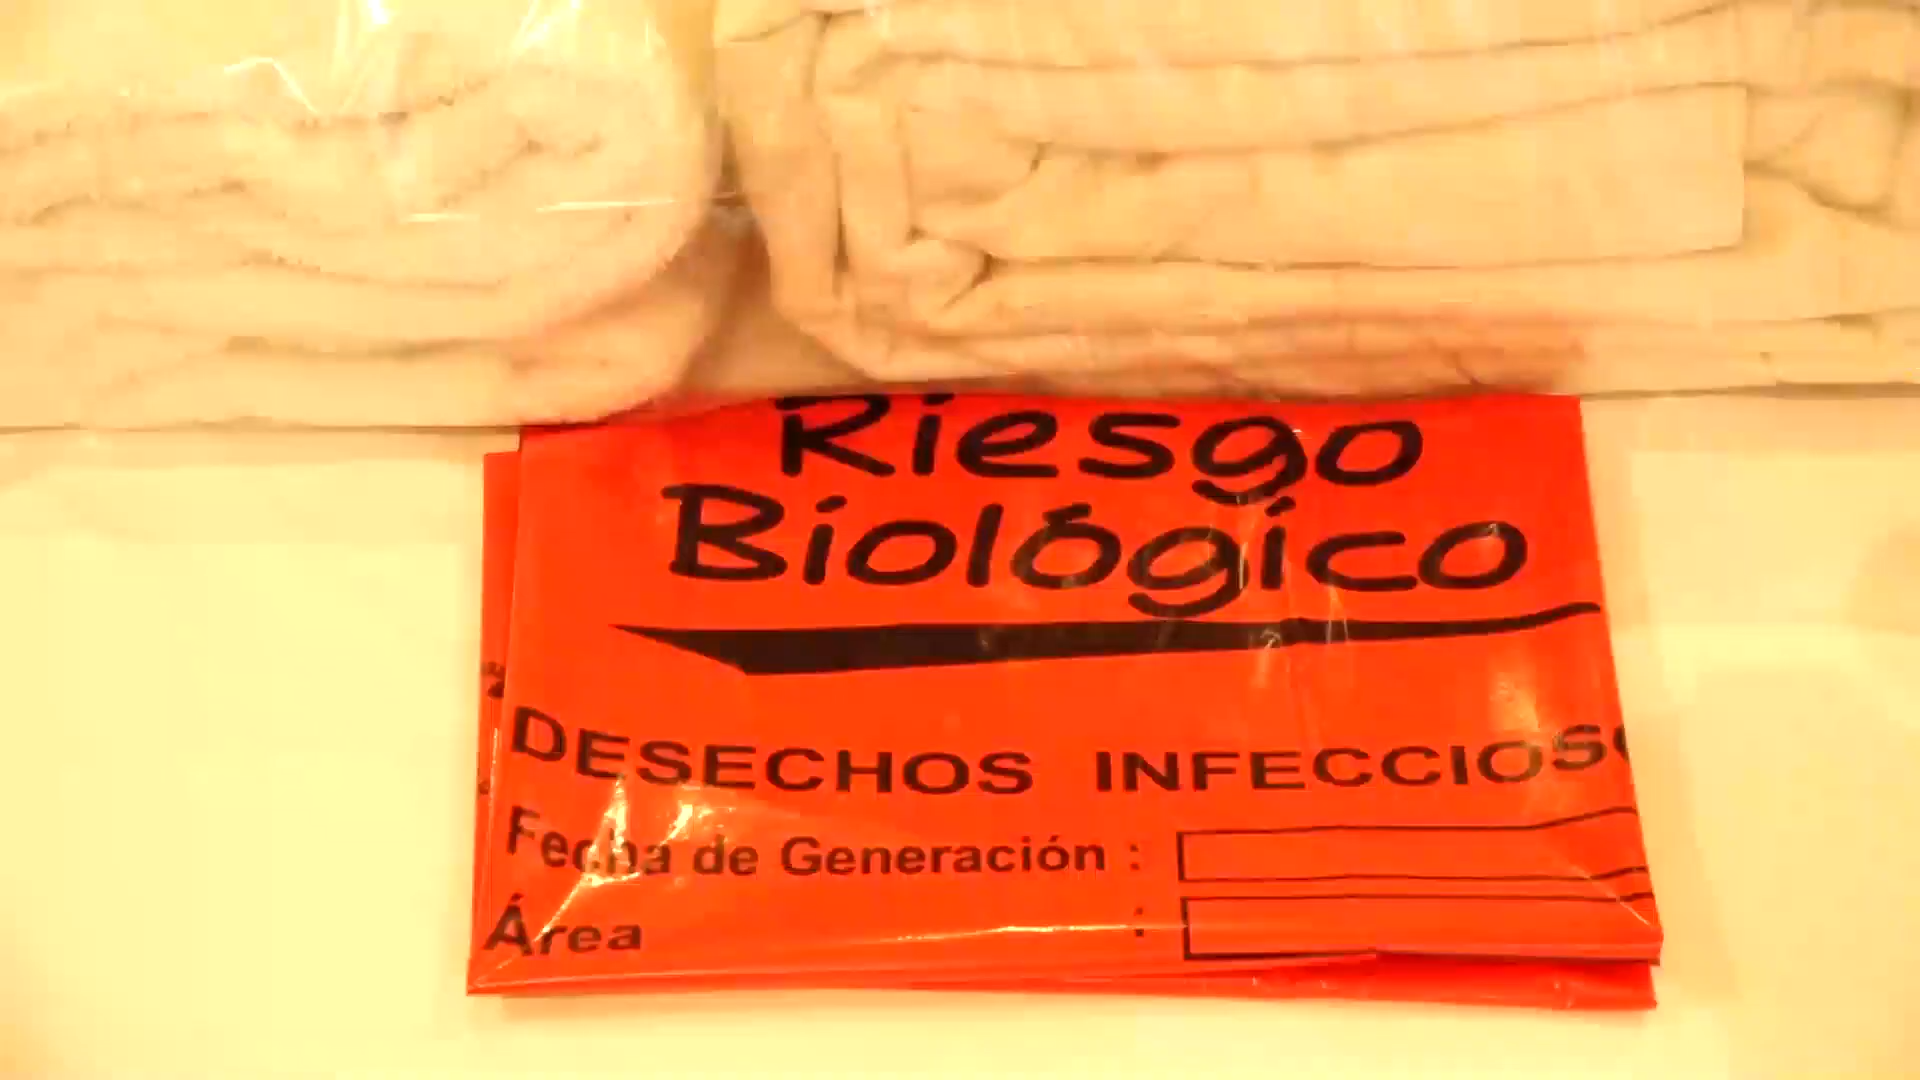 Riesgo
Biológico
DESECHOS INFECCIOS
Fecha de Generación :
Área :